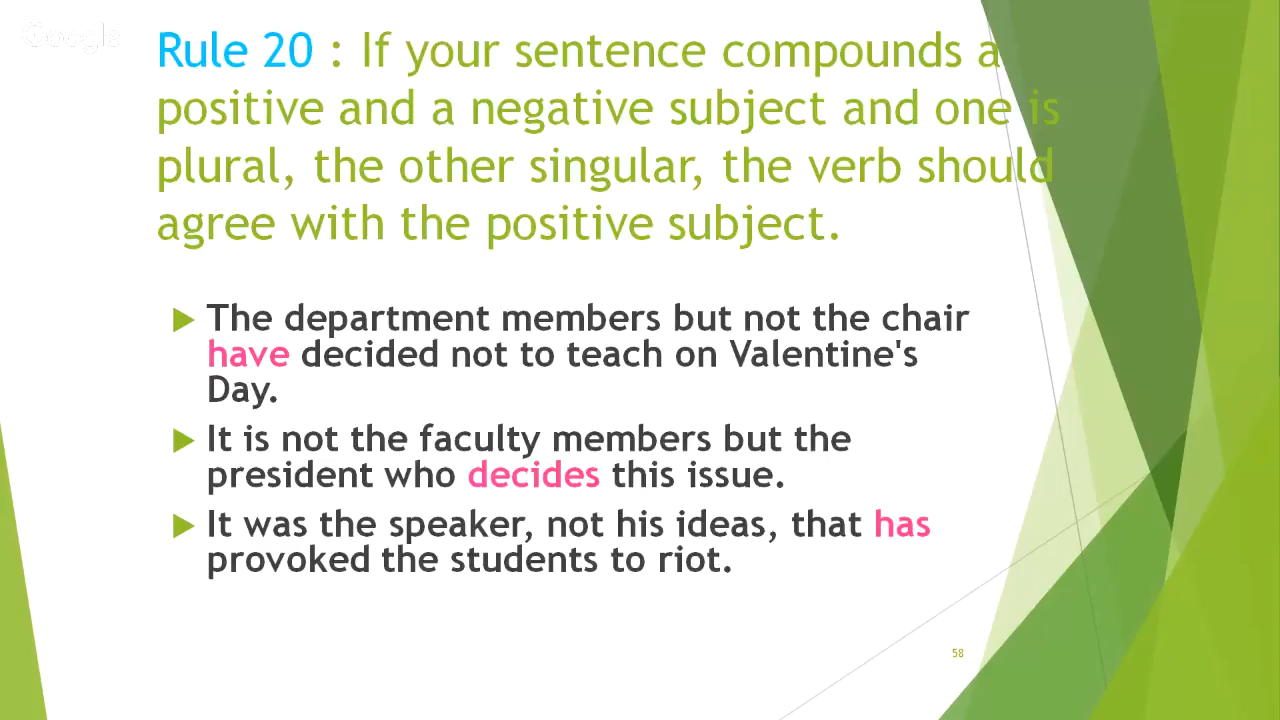 Google
Rule 20 : If your sentence compounds a
positive and a negative subject and one is
plural, the other singular, the verb should
agree with the positive subject.
The department members but not the chair
have decided not to teach on Valentine's
Day.
It is not the faculty members but the
president who decides this issue.
It was the speaker, not his ideas, that has
provoked the students to riot.
58